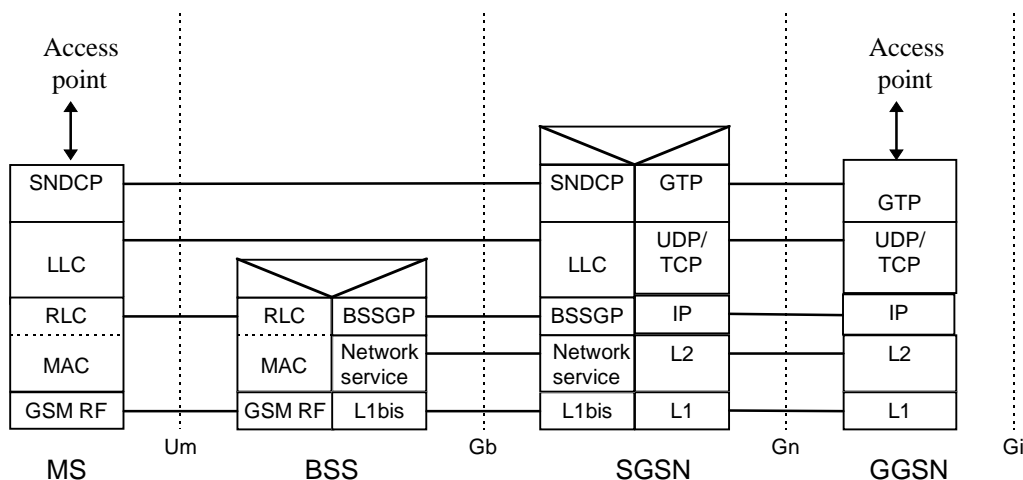 Access
point
Access
point
SNDCP
SNDCP
GTP
GTP
LLC
LLC
UDP/
TCP
UDP/
TCP
RLC
RLC
BSSGP
BSSGP
IP
IP
MAC
MAC
Network
service
Network
service
L2
L2
GSM RF
GSM RF
L1bis
L1bis
L1
L1
Um
Gb
Gn
Gi
MS
BSS
SGSN
GGSN